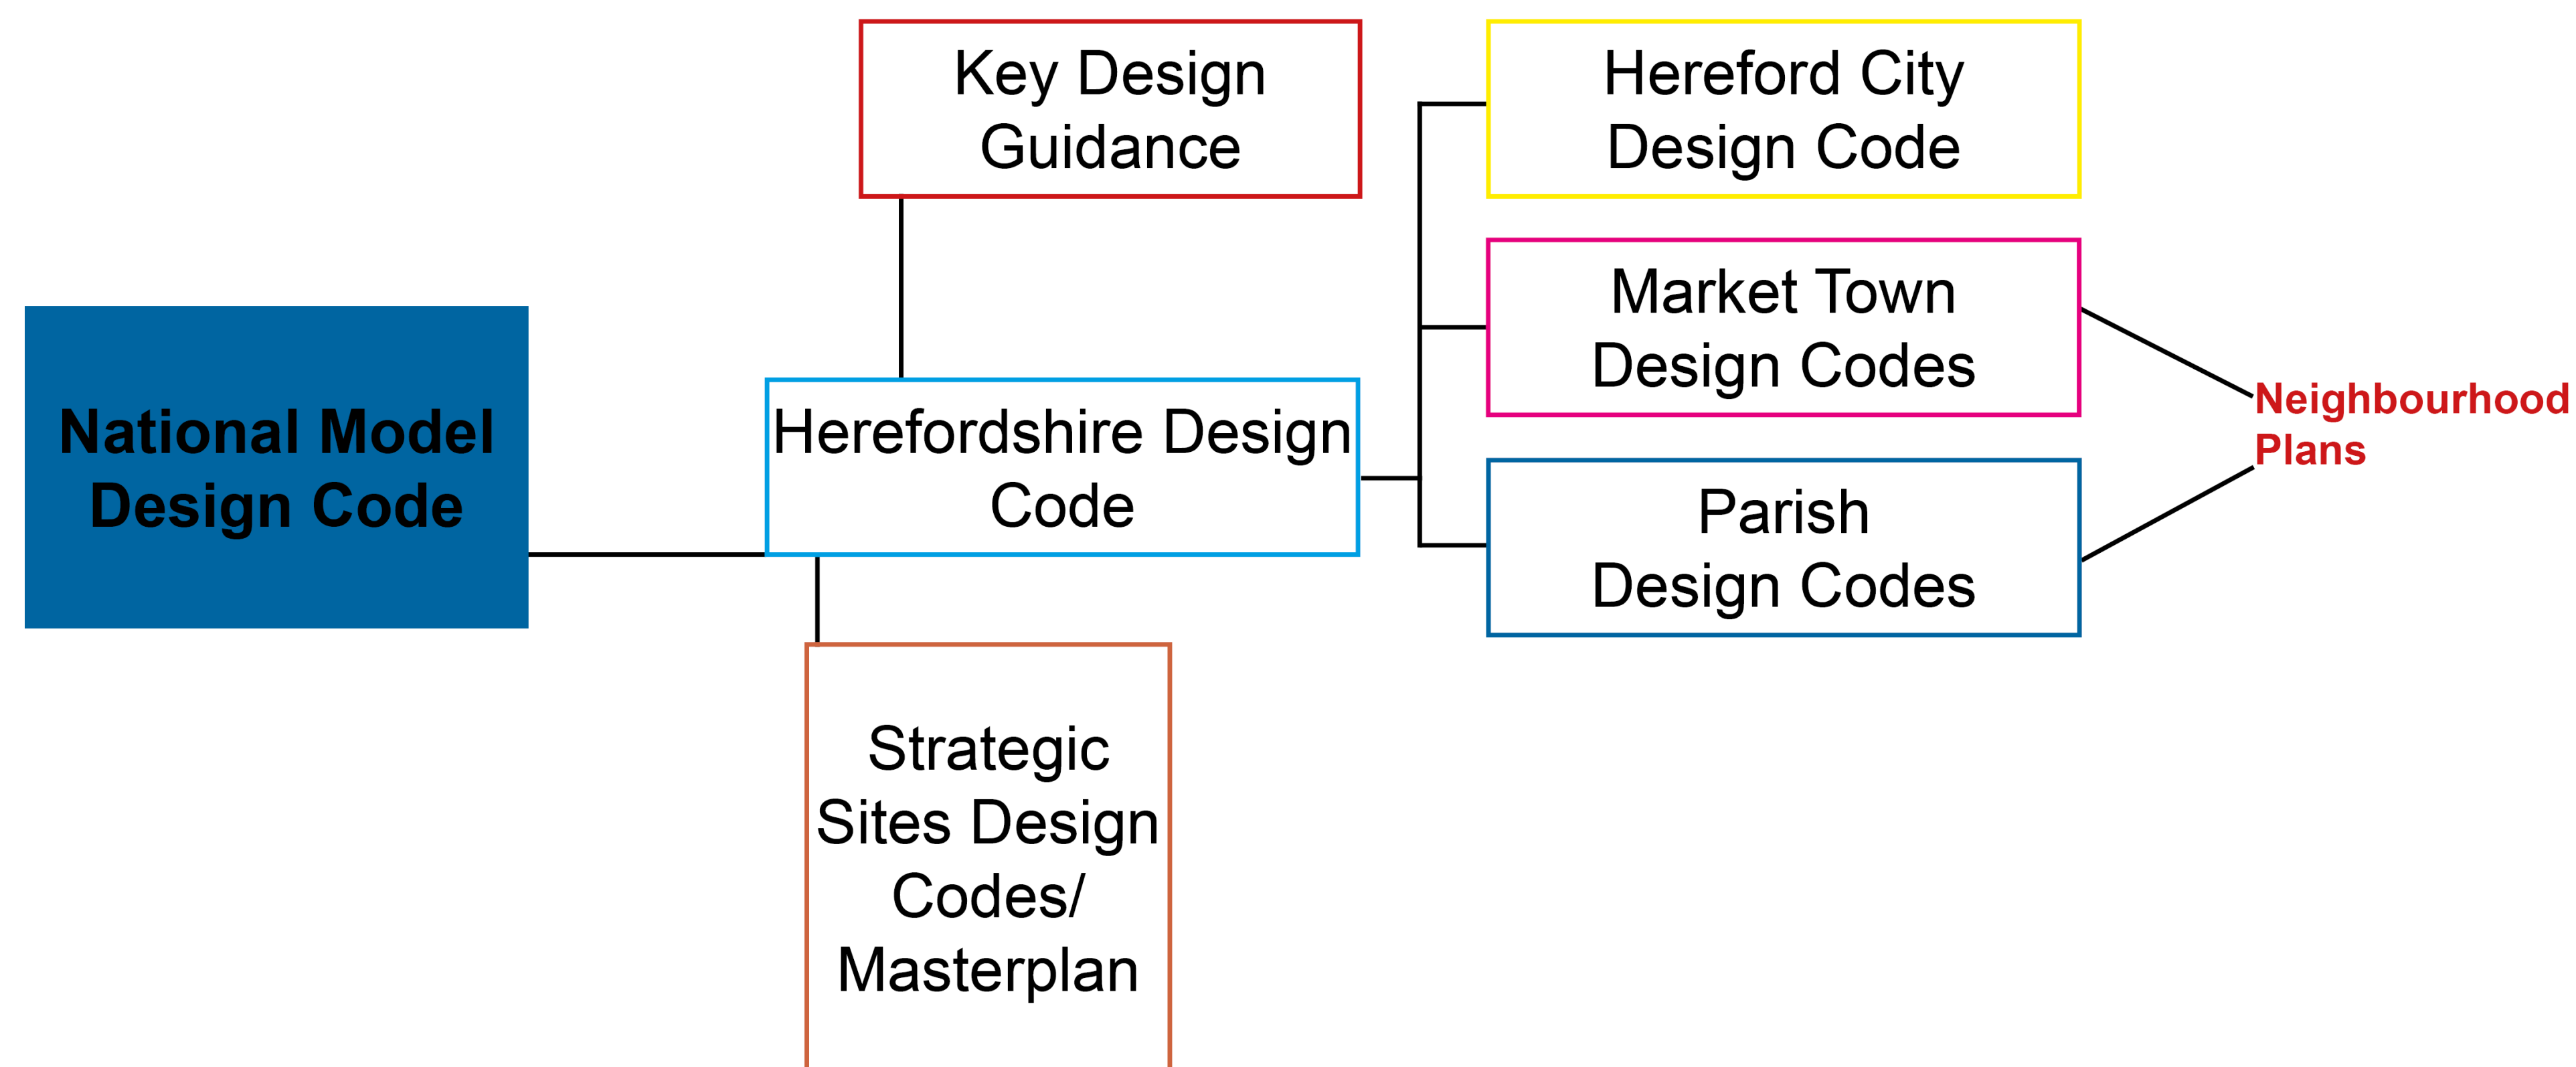 Key Design
Guidance
Hereford City
Design Code
Market Town
Design Codes
Neighbourhood
Plans
National Model
Design Code
Herefordshire Design
Code
Parish
Design Codes
Strategic
Sites Design
Codes/
Masterplan